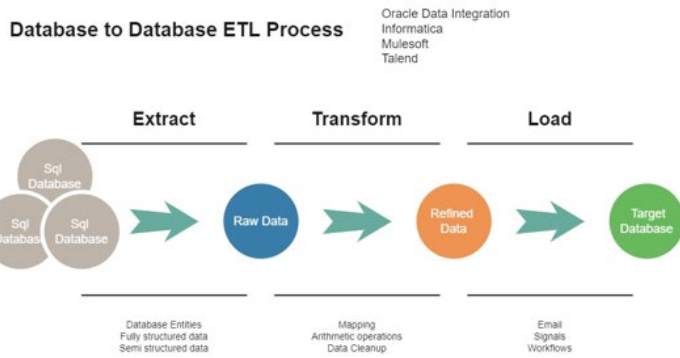 Database to Database ETL Process
Oracle Data Integration
Informatica
Mulesoft
Talend
Extract
Transform
Load
Sql
Database
Sql
Database
Sql
Database
Raw Data
Refined
Data
Target
Database
Database Entities
Fully structured data
Semi structured data
Mapping
Arithmetic operations
Data Cleanup
Email
Signals
Workflows